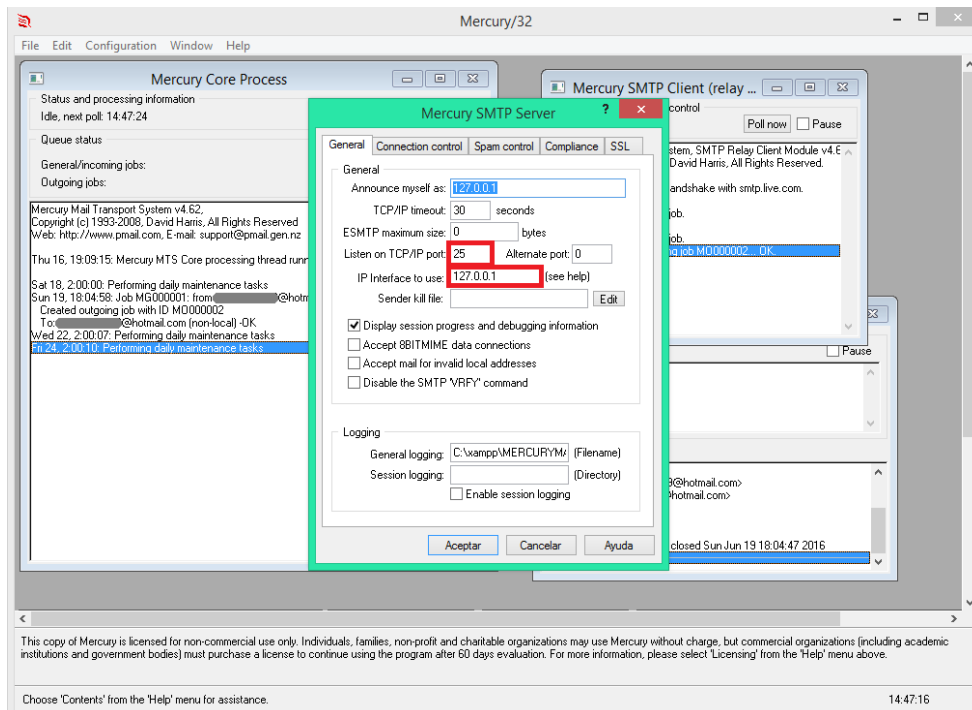 Mercury/32
File Edit Configuration Window Help
Mercury Core Process
Status and processing information
Idle, next poll: 14:47:24
Queue status
General/incoming jobs:
Outgoing jobs:
Mercury Mail Transport System v4.62,
Copyright (c) 1993-2008, David Harris, All Rights Reserved
Web: http://www.pmail.com, E-mail: support@pmail.gen.nz
Thu 16, 19:09:15: Mercury MTS Core processing thread runr
Sat 18, 2:00:00: Performing daily maintenance tasks
Sun 19, 18:04:58: Job MG000001: from @hotm
Created outgoing job with ID MO000002
To: @hotmail.com (non-local) -OK
Wed 22, 2:00:07: Performing daily maintenance tasks
Fri 24, 2:00:10: Performing daily maintenance tasks
Mercury SMTP Server
? ×
General Connection control Spam control Compliance SSL
General
Announce myself as: 127.0.0.1
TCP/IP timeout: 30 seconds
ESMTP maximum size: 0 bytes
Listen on TCP/IP port: 25 Alternate port: 0
IP Interface to use: 127.0.0.1 (see help)
Sender kill file: Edit
Display session progress and debugging information
Accept 8BITMIME data connections
Accept mail for invalid local addresses
Disable the SMTP 'VRFY' command
Logging
General logging: C:\xampp\MERCURYMA (Filename)
Session logging: (Directory)
Enable session logging
Aceptar Cancelar Ayuda
Mercury SMTP Client (relay ...
control
Poll now Pause
stem, SMTP Relay Client Module v4.6
David Harris, All Rights Reserved.
andshake with smtp.live.com.
job.
job.
g job MO000002... OK.
Pause
9@hotmail.com>
@hotmail.com>
closed Sun Jun 19 18:04:47 2016
This copy of Mercury is licensed for non-commercial use only. Individuals, families, non-profit and charitable organizations may use Mercury without charge, but commercial organizations (including academic
institutions and government bodies) must purchase a license to continue using the program after 60 days evaluation. For more information, please select 'Licensing' from the 'Help' menu above.
Choose 'Contents' from the 'Help' menu for assistance.
14:47:16